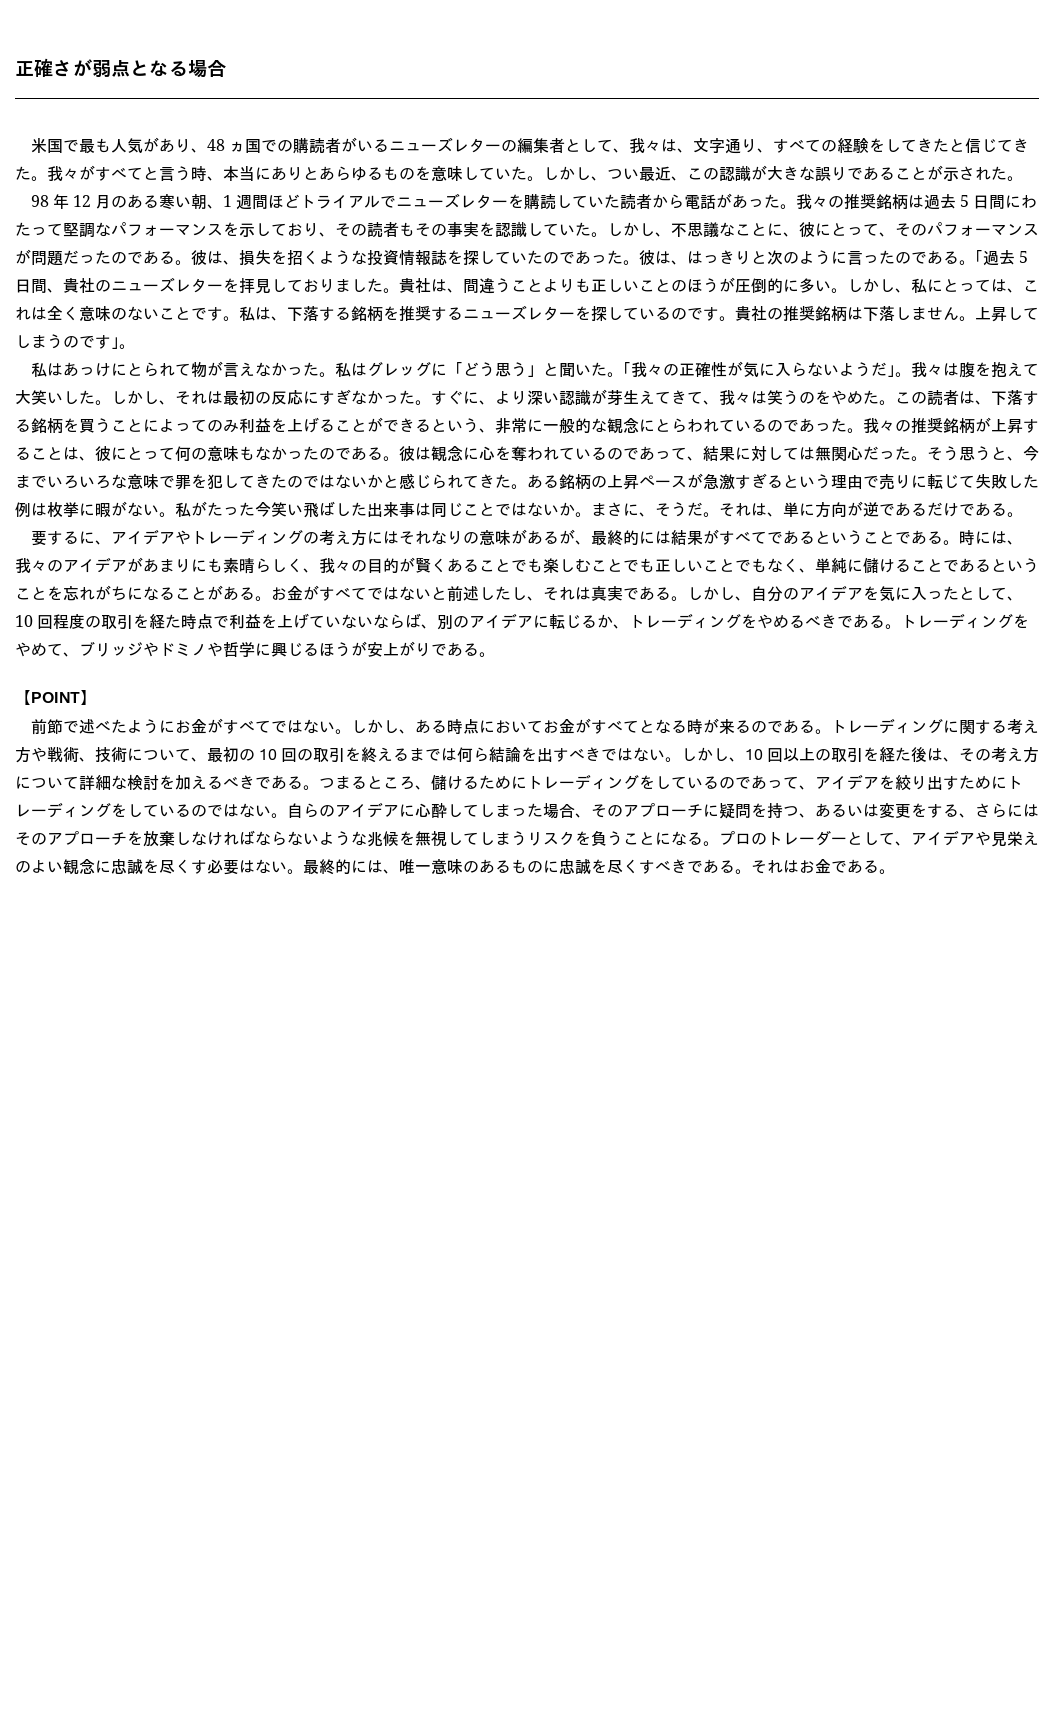 正確さが弱点となる場合
　米国で最も人気があり、48 ヵ国での購読者がいるニューズレターの編集者として、我々は、文字通り、すべての経験をしてきたと信じてき
た。我々がすべてと言う時、本当にありとあらゆるものを意味していた。しかし、つい最近、この認識が大きな誤りであることが示された。
　98 年 12 月のある寒い朝、1 週間ほどトライアルでニューズレターを購読していた読者から電話があった。我々の推奨銘柄は過去 5 日間にわ
たって堅調なパフォーマンスを示しており、その読者もその事実を認識していた。しかし、不思議なことに、彼にとって、そのパフォーマンス
が問題だったのである。彼は、損失を招くような投資情報誌を探していたのであった。彼は、はっきりと次のように言ったのである。「過去 5
日間、貴社のニューズレターを拝見しておりました。貴社は、間違うことよりも正しいことのほうが圧倒的に多い。しかし、私にとっては、こ
れは全く意味のないことです。私は、下落する銘柄を推奨するニューズレターを探しているのです。貴社の推奨銘柄は下落しません。上昇して
しまうのです」。
　私はあっけにとられて物が言えなかった。私はグレッグに「どう思う」と聞いた。「我々の正確性が気に入らないようだ」。我々は腹を抱えて
大笑いした。しかし、それは最初の反応にすぎなかった。すぐに、より深い認識が芽生えてきて、我々は笑うのをやめた。この読者は、下落す
る銘柄を買うことによってのみ利益を上げることができるという、非常に一般的な観念にとらわれているのであった。我々の推奨銘柄が上昇す
ることは、彼にとって何の意味もなかったのである。彼は観念に心を奪われているのであって、結果に対しては無関心だった。そう思うと、今
までいろいろな意味で罪を犯してきたのではないかと感じられてきた。ある銘柄の上昇ペースが急激すぎるという理由で売りに転じて失敗した
例は枚挙に暇がない。私がたった今笑い飛ばした出来事は同じことではないか。まさに、そうだ。それは、単に方向が逆であるだけである。
　要するに、アイデアやトレーディングの考え方にはそれなりの意味があるが、最終的には結果がすべてであるということである。時には、
我々のアイデアがあまりにも素晴らしく、我々の目的が賢くあることでも楽しむことでも正しいことでもなく、単純に儲けることであるという
ことを忘れがちになることがある。お金がすべてではないと前述したし、それは真実である。しかし、自分のアイデアを気に入ったとして、
10 回程度の取引を経た時点で利益を上げていないならば、別のアイデアに転じるか、トレーディングをやめるべきである。トレーディングを
やめて、ブリッジやドミノや哲学に興じるほうが安上がりである。
【POINT】
　前節で述べたようにお金がすべてではない。しかし、ある時点においてお金がすべてとなる時が来るのである。トレーディングに関する考え
方や戦術、技術について、最初の 10 回の取引を終えるまでは何ら結論を出すべきではない。しかし、10 回以上の取引を経た後は、その考え方
について詳細な検討を加えるべきである。つまるところ、儲けるためにトレーディングをしているのであって、アイデアを絞り出すためにト
レーディングをしているのではない。自らのアイデアに心酔してしまった場合、そのアプローチに疑問を持つ、あるいは変更をする、さらには
そのアプローチを放棄しなければならないような兆候を無視してしまうリスクを負うことになる。プロのトレーダーとして、アイデアや見栄え
のよい観念に忠誠を尽くす必要はない。最終的には、唯一意味のあるものに忠誠を尽くすべきである。それはお金である。